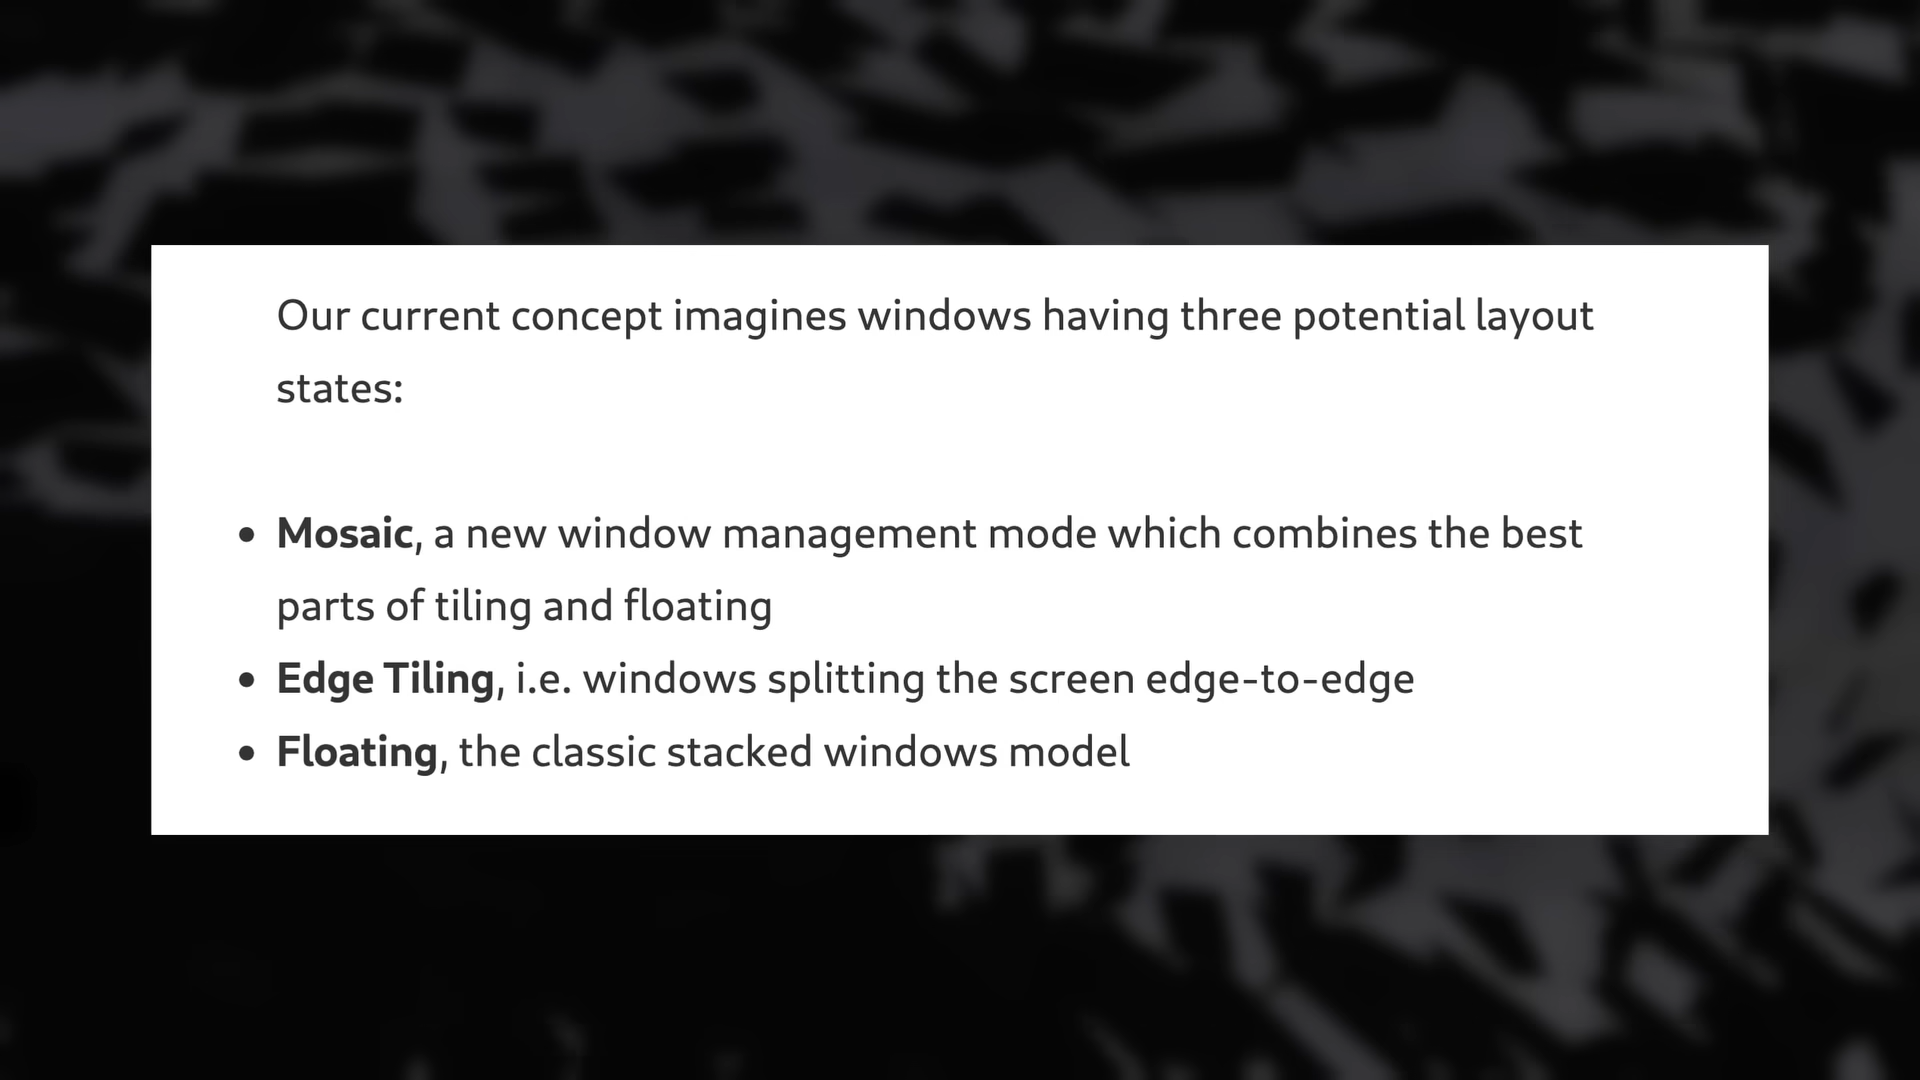 Our current concept imagines windows having three potential layout
states:
• Mosaic, a new window management mode which combines the best
parts of tiling and floating
• Edge Tiling, i.e. windows splitting the screen edge-to-edge
• Floating, the classic stacked windows model